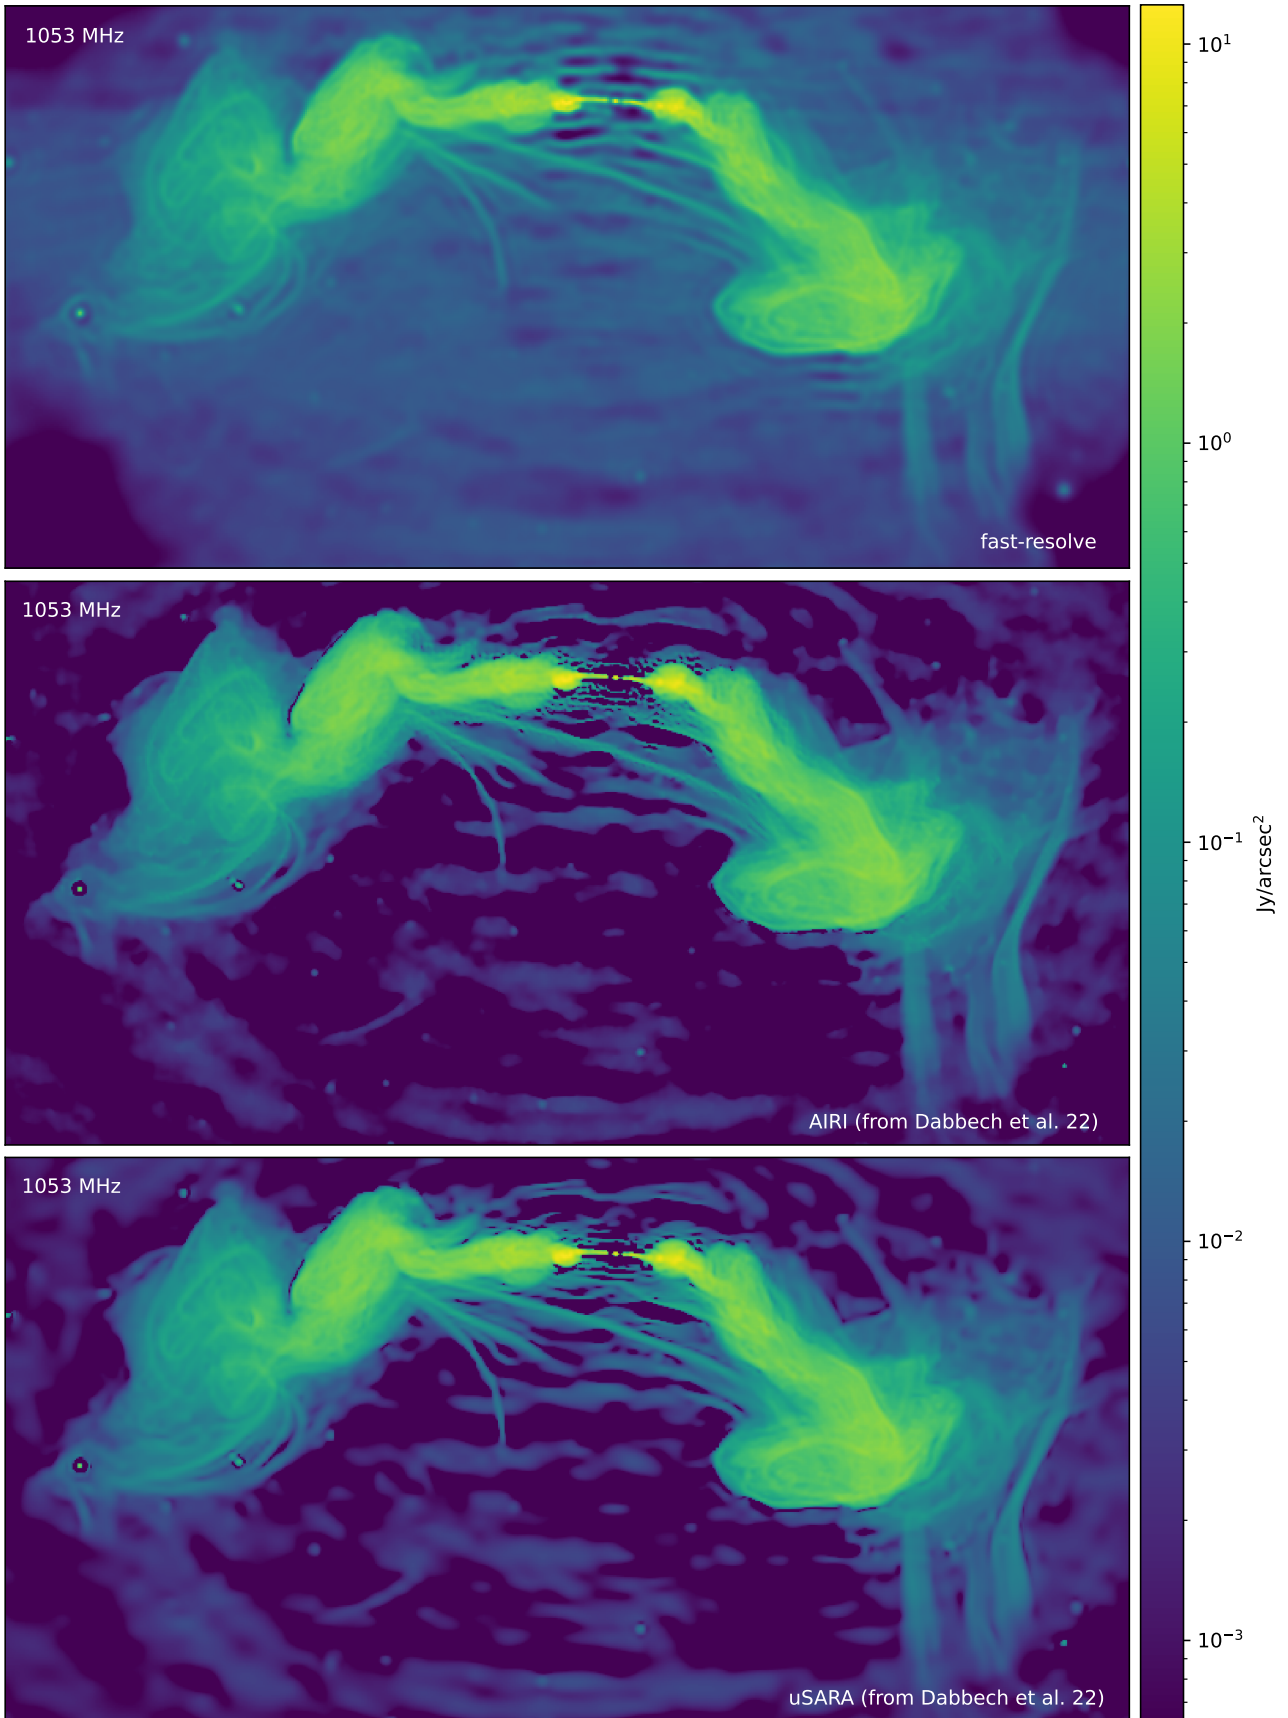 1053 MHz
fast-resolve
1053 MHz
AIRI (from Dabbech et al. 22)
1053 MHz
uSARA (from Dabbech et al. 22)
10¹
10⁰
10⁻¹
10⁻²
10⁻³
Jy/arcsec²